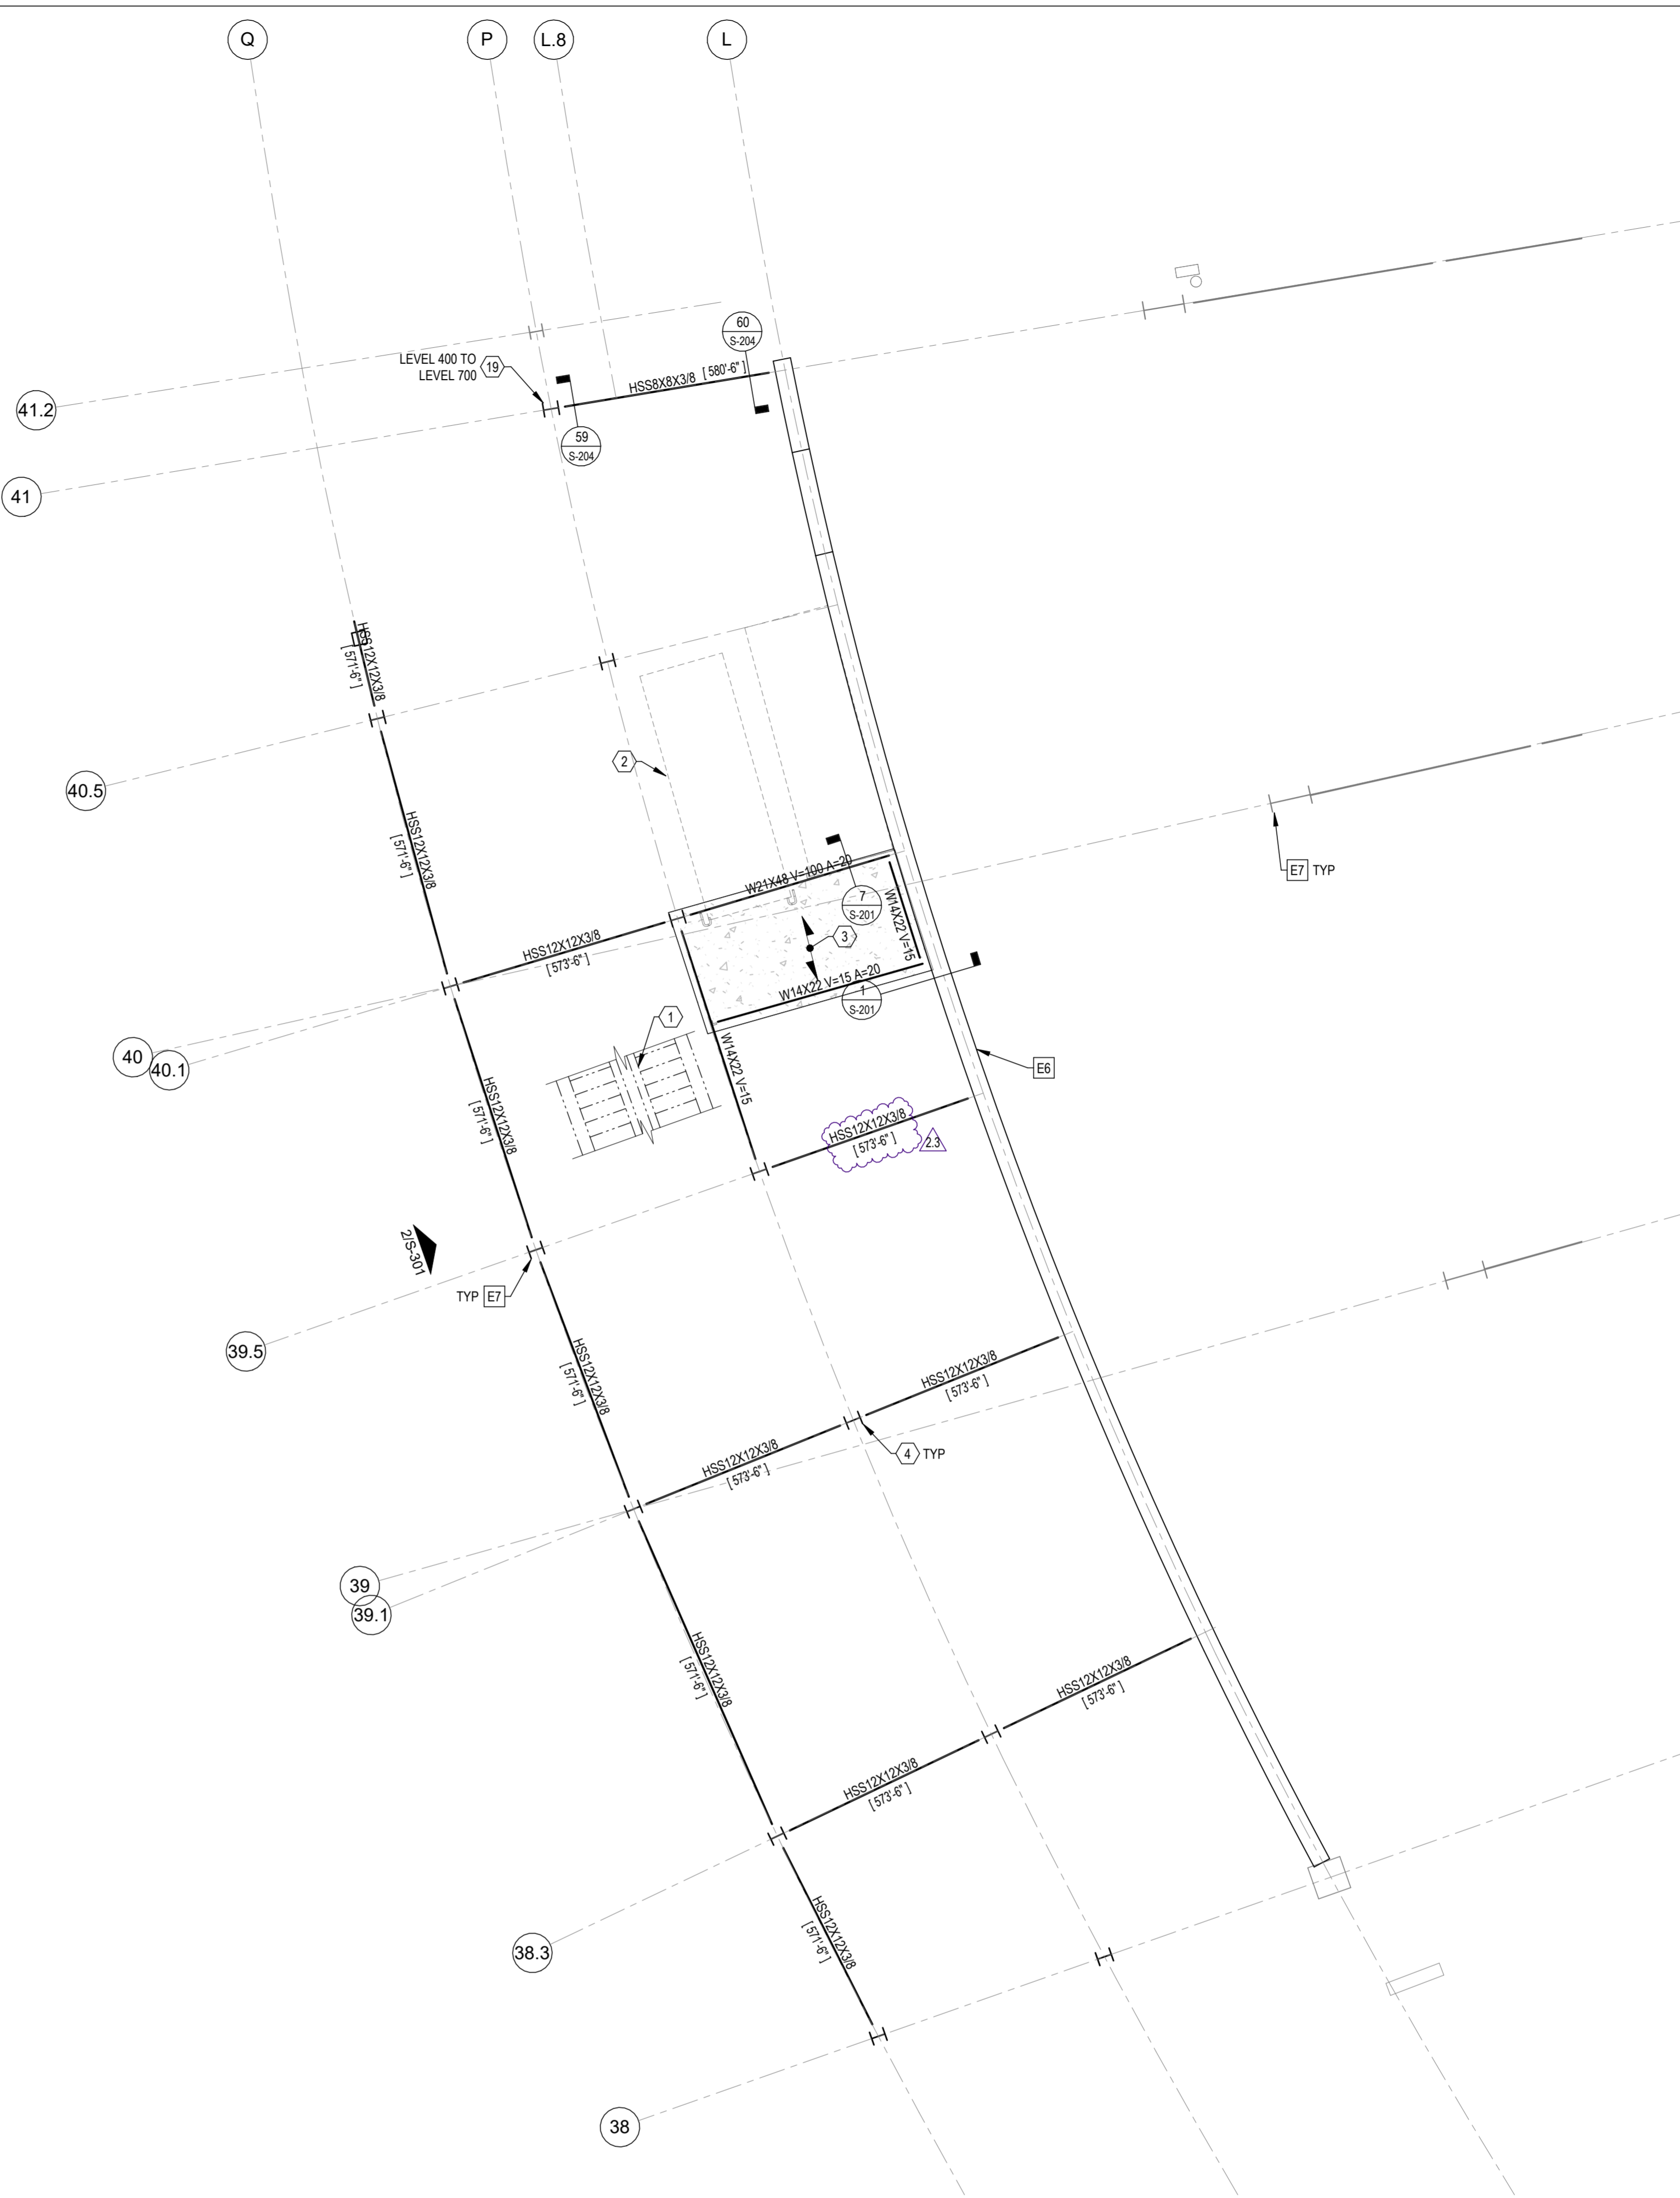 Q
P
L.8
L
60
S-204
LEVEL 400 TO
LEVEL 700
19
HSS8X8X3/8 [ 580'-6" ]
41.2
59
S-204
41
HSS12X12X3/8
[ 571'-6" ]
2
40.5
HSS12X12X3/8
[ 571'-6" ]
W21X48 V=100 A=20
E7 TYP
7
S-201
W14X22 V=15
3
HSS12X12X3/8
[ 573'-6" ]
W14X22 V=15 A=20
1
S-201
1
40
40.1
W14X22 V=15
E6
HSS12X12X3/8
[ 571'-6" ]
HSS12X12X3/8
[ 573'-6" ]
2.3
2/S-301
TYP E7
39.5
HSS12X12X3/8
[ 571'-6" ]
HSS12X12X3/8
[ 573'-6" ]
HSS12X12X3/8
[ 573'-6" ]
4 TYP
39
39.1
HSS12X12X3/8
[ 571'-6" ]
HSS12X12X3/8
[ 573'-6" ]
HSS12X12X3/8
[ 573'-6" ]
HSS12X12X3/8
[ 571'-6" ]
38.3
38